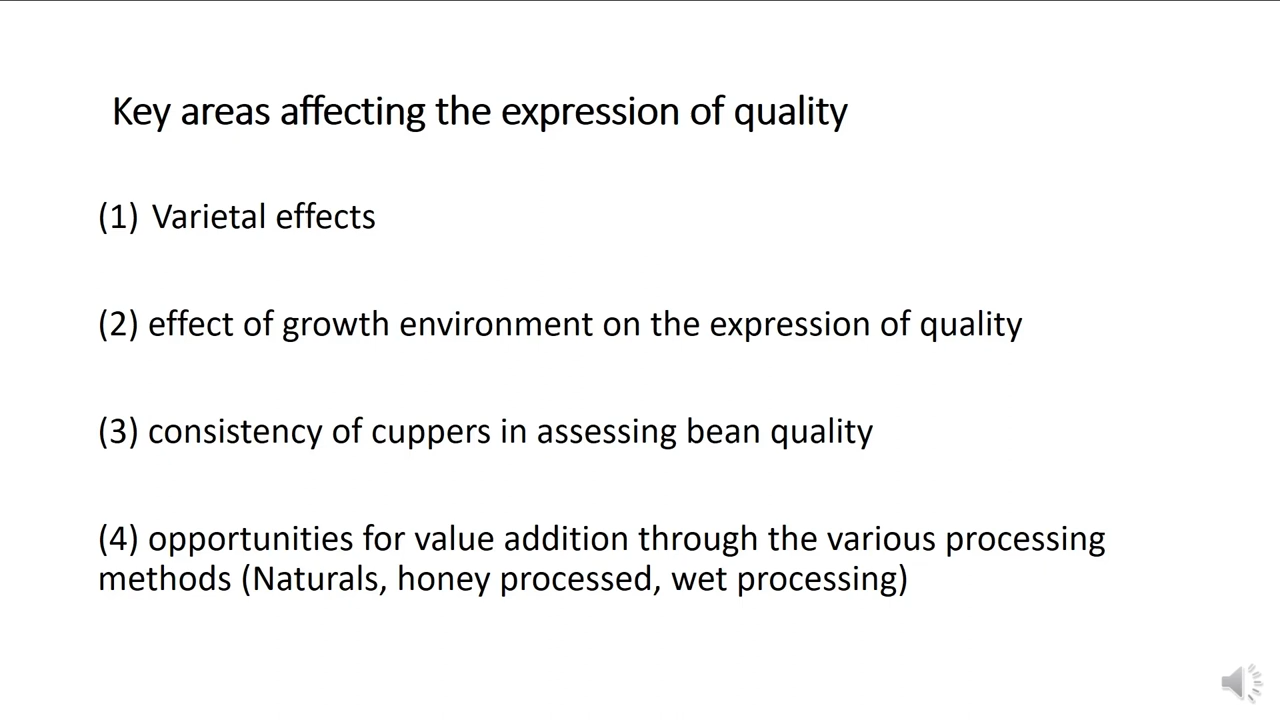 Key areas affecting the expression of quality
(1) Varietal effects
(2) effect of growth environment on the expression of quality
(3) consistency of cuppers in assessing bean quality
(4) opportunities for value addition through the various processing
methods (Naturals, honey processed, wet processing)